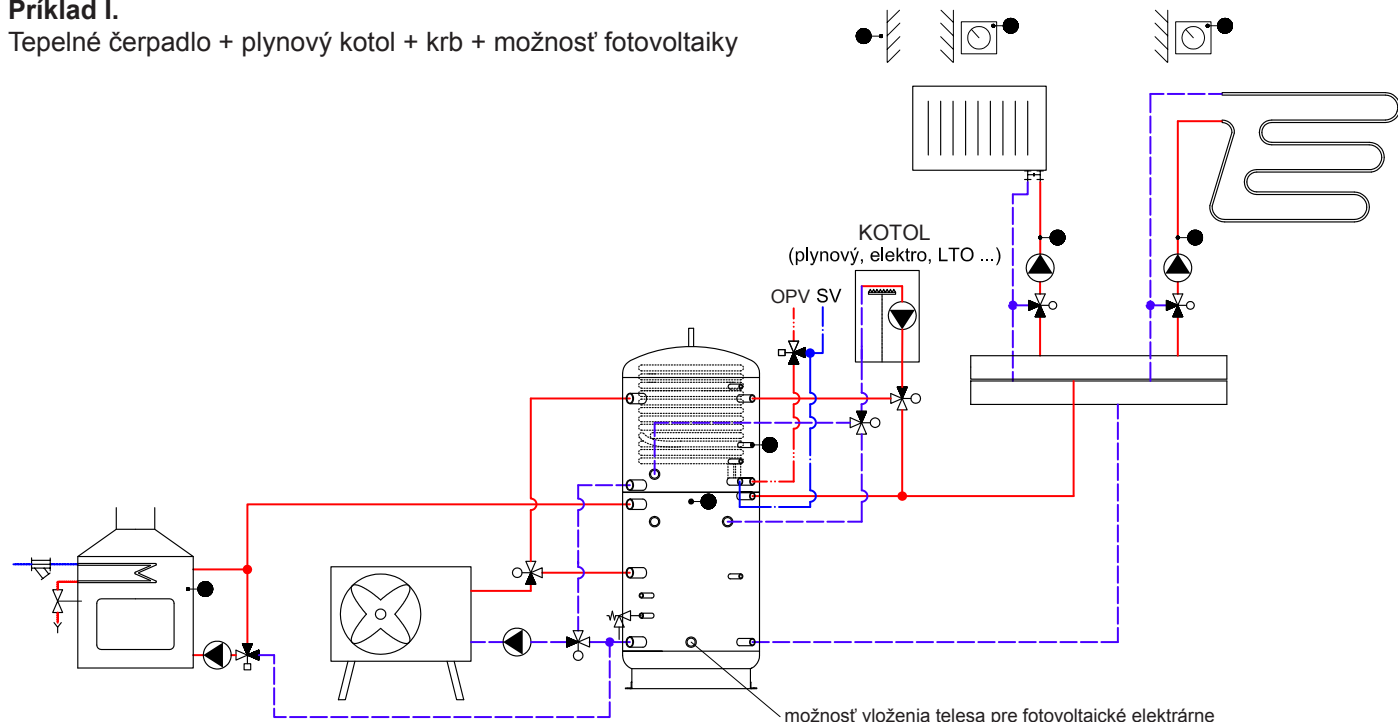 Príklad I.
Tepelné čerpadlo + plynový kotol + krb + možnosť fotovoltaiky
KOTOL
(plynový, elektro, LTO ...)
OPV SV
možnosť vloženia telesa pre fotovoltaické elektrárne